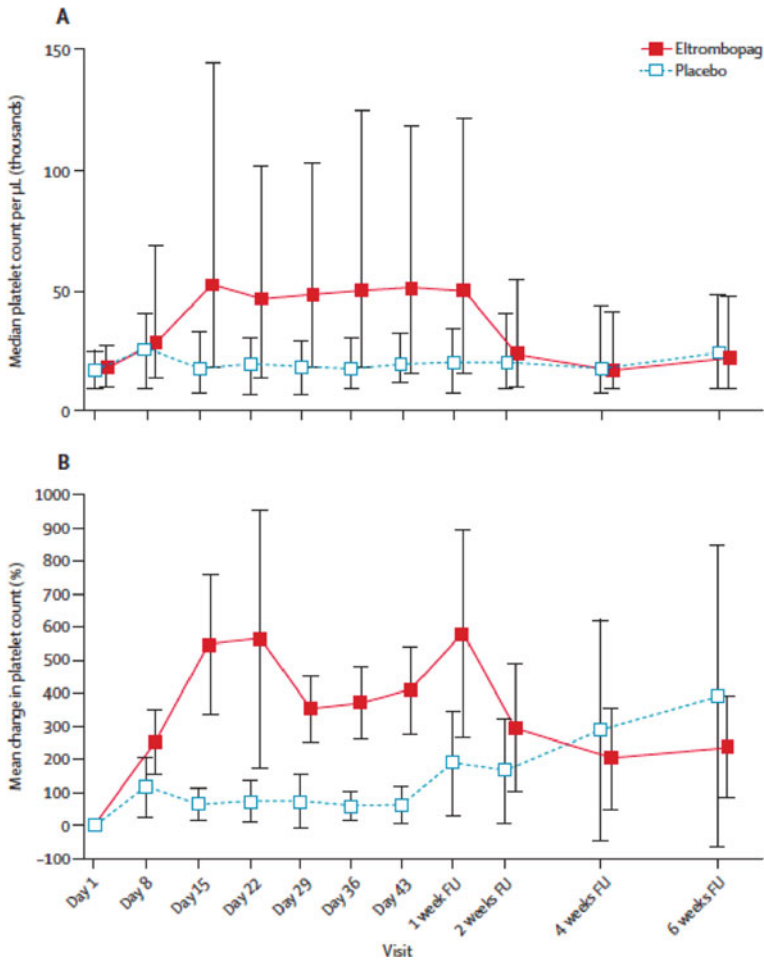 A
Eltrombopag
Placebo
Median platelet count per µL (thousands)
150
100
50
0
B
Mean change in platelet count (%)
1000
900
800
700
600
500
400
300
200
100
0
–100
Day 1
Day 8
Day 15
Day 22
Day 29
Day 36
Day 43
1 week FU
2 weeks FU
4 weeks FU
6 weeks FU
Visit